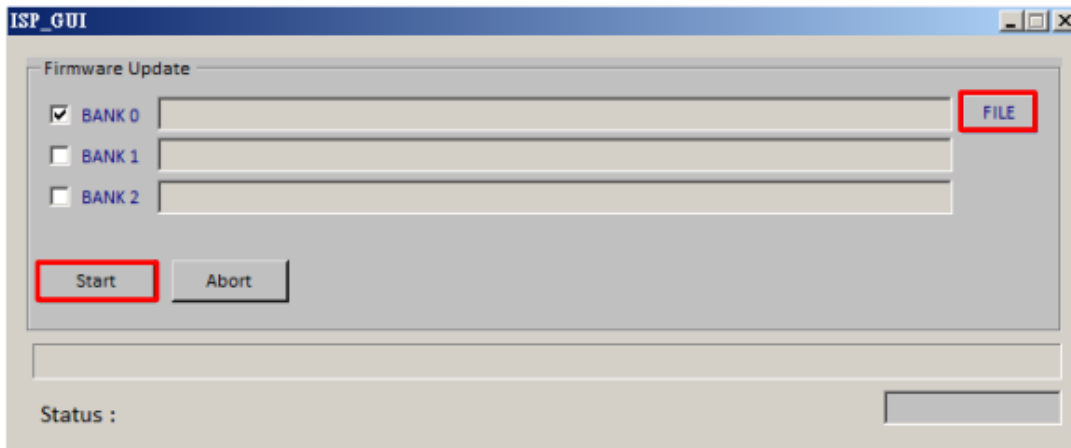 ISP_GUI
Firmware Update
BANK 0
FILE
BANK 1
BANK 2
Start Abort
Status :